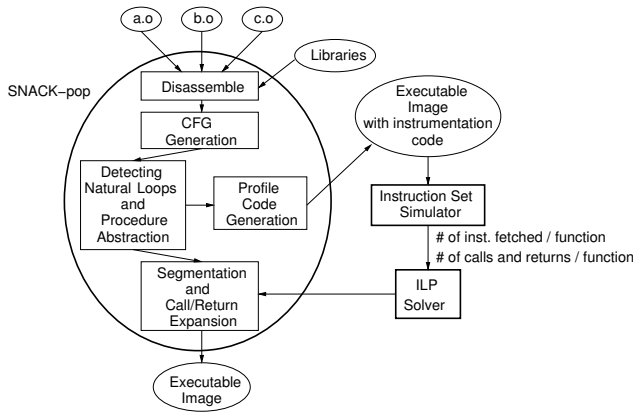 a.o
b.o
c.o
Libraries
SNACK−pop
Disassemble
CFG
Generation
Detecting
Natural Loops
and
Procedure
Abstraction
Profile
Code
Generation
Segmentation
and
Call/Return
Expansion
Executable
Image
Executable
Image
with instrumentation
code
Instruction Set
Simulator
# of inst. fetched / function
# of calls and returns / function
ILP
Solver